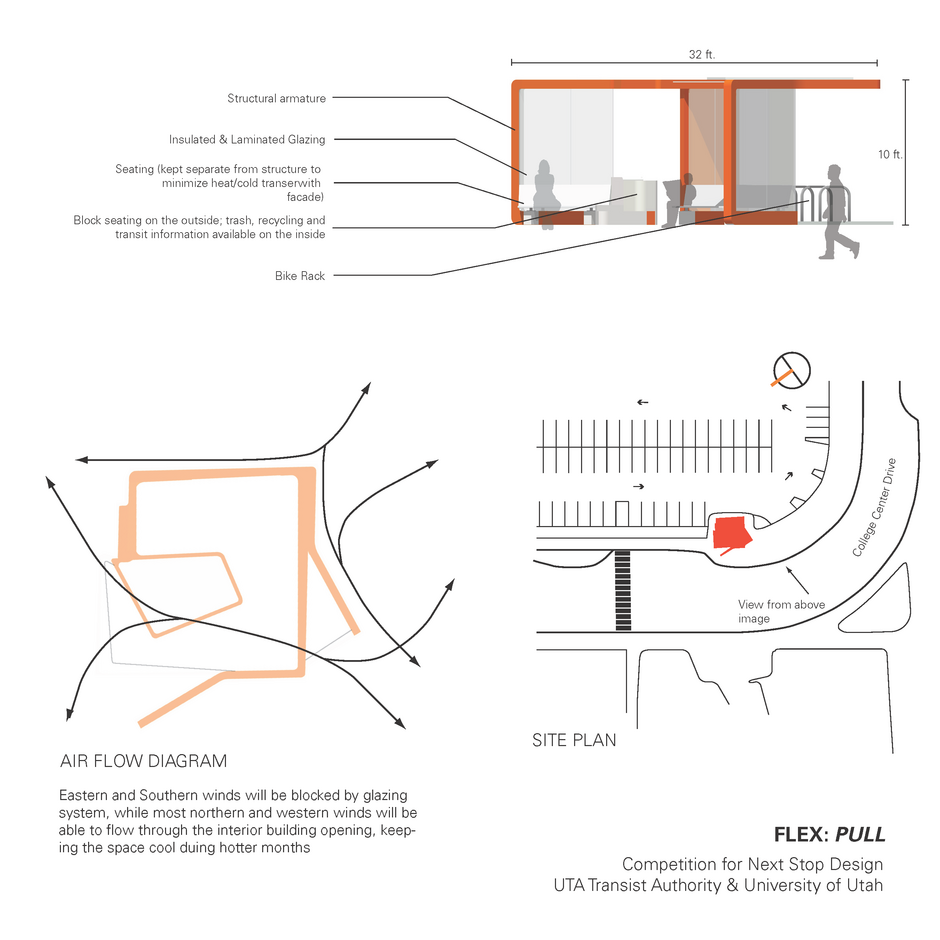 32 ft.
Structural armature
Insulated & Laminated Glazing
10 ft.
Seating (kept separate from structure to
minimize heat/cold transerwith
facade)
Block seating on the outside; trash, recycling and
transit information available on the inside
Bike Rack
College Center Drive
View from above
image
SITE PLAN
AIR FLOW DIAGRAM
Eastern and Southern winds will be blocked by glazing
system, while most northern and western winds will be
able to flow through the interior building opening, keep-
ing the space cool duing hotter months
FLEX: PULL
Competition for Next Stop Design
UTA Transist Authority & University of Utah